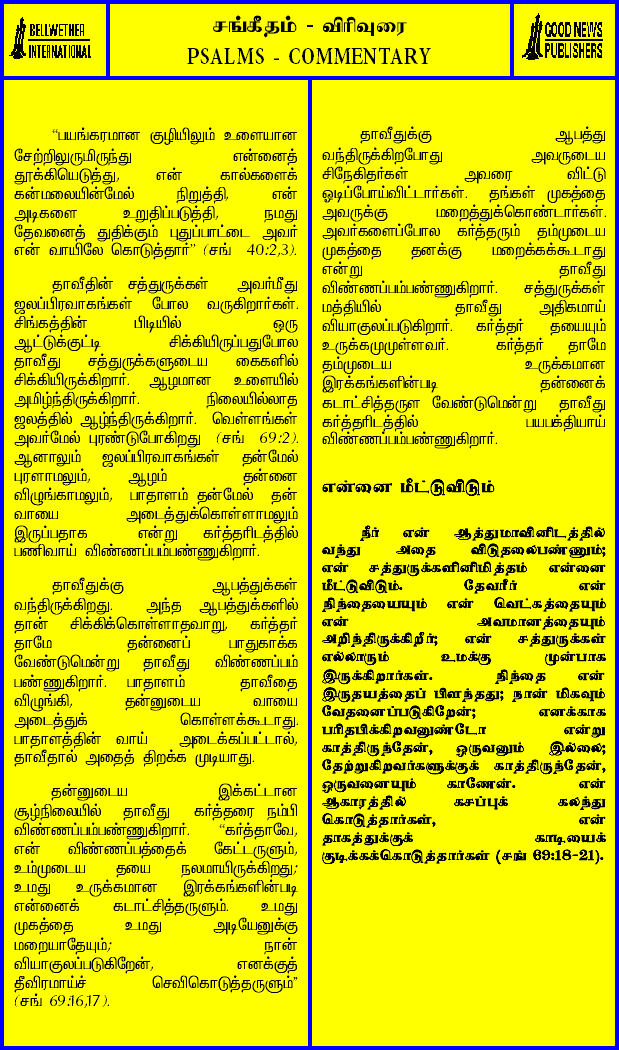 BELLWETHER
INTERNATIONAL
சங்கீதம் - விரிவுரை
PSALMS - COMMENTARY
GOOD NEWS
PUBLISHERS
“பயங்கரமான குழியிலும் உளையான
சேற்றிலுருமிருந்து என்னைத்
தூக்கியெடுத்து, என் கால்களைக்
கன்மலையின்மேல் நிறுத்தி, என்
அடிகளை உறுதிப்படுத்தி, நமது
தேவனைத் துதிக்கும் புதுப்பாட்டை அவர்
என் வாயிலே கொடுத்தார்” (சங் 40:2,3).
தாவீதின் சத்துருக்கள் அவர்மீது
ஜலப்பிரவாகங்கள் போல வருகிறார்கள்.
சிங்கத்தின் பிடியில் ஒரு
ஆட்டுக்குட்டி சிக்கியிருப்பதுபோல
தாவீது சத்துருக்களுடைய கைகளில்
சிக்கியிருக்கிறார். ஆழமான உளையில்
அமிழ்ந்திருக்கிறார். நிலையில்லாத
ஜலத்தில் ஆழ்ந்திருக்கிறார். வெள்ளங்கள்
அவர்மேல் புரண்டுபோகிறது (சங் 69:2).
ஆனாலும் ஜலப்பிரவாகங்கள் தன்மேல்
புரளாமலும், ஆழம் தன்னை
விழுங்காமலும், பாதாளம் தன்மேல் தன்
வாயை அடைத்துக்கொள்ளாமலும்
இருப்பதாக என்று கர்த்தரிடத்தில்
பணிவாய் விண்ணப்பம்பண்ணுகிறார்.
தாவீதுக்கு ஆபத்துக்கள்
வந்திருக்கிறது. அந்த ஆபத்துக்களில்
தான் சிக்கிக்கொள்ளாதவாறு, கர்த்தர்
தாமே தன்னைப் பாதுகாக்க
வேண்டுமென்று தாவீது விண்ணப்பம்
பண்ணுகிறார். பாதாளம் தாவீதை
விழுங்கி, தன்னுடைய வாயை
அடைத்துக் கொள்ளக்கூடாது.
பாதாளத்தின் வாய் அடைக்கப்பட்டால்,
தாவீதால் அதைத் திறக்க முடியாது.
தன்னுடைய இக்கட்டான
சூழ்நிலையில் தாவீது கர்த்தரை நம்பி
விண்ணப்பம்பண்ணுகிறார். “கர்த்தாவே,
என் விண்ணப்பத்தைக் கேட்டருளும்,
உம்முடைய தயை நலமாயிருக்கிறது;
உமது உருக்கமான இரக்கங்களின்படி
என்னைக் கடாட்சித்தருளும். உமது
முகத்தை உமது அடியேனுக்கு
மறையாதேயும்; நான்
வியாகுலப்படுகிறேன், எனக்குத்
தீவிரமாய்ச் செவிகொடுத்தருளும்”
(சங் 69:16,17).
தாவீதுக்கு ஆபத்து
வந்திருக்கிறபோது அவருடைய
சிநேகிதர்கள் அவரை விட்டு
ஓடிப்போய்விட்டார்கள். தங்கள் முகத்தை
அவருக்கு மறைத்துக்கொண்டார்கள்.
அவர்களைப்போல கர்த்தரும் தம்முடைய
முகத்தை தனக்கு மறைக்கக்கூடாது
என்று தாவீது
விண்ணப்பம்பண்ணுகிறார். சத்துருக்கள்
மத்தியில் தாவீது அதிகமாய்
வியாகுலப்படுகிறார். கர்த்தர் தயையும்
உருக்கமுமுள்ளவர். கர்த்தர் தாமே
தம்முடைய உருக்கமான
இரக்கங்களின்படி தன்னைக்
கடாட்சித்தருள வேண்டுமென்று தாவீது
கர்த்தரிடத்தில் பயபக்தியாய்
விண்ணப்பம்பண்ணுகிறார்.
என்னை மீட்டுவிடும்
நீர் என் ஆத்துமாவினிடத்தில்
வந்து அதை விடுதலைபண்ணும்;
என் சத்துருக்களினிமித்தம் என்னை
மீட்டுவிடும். தேவரீர் என்
நிந்தையையும் என் வெட்கத்தையும்
என் அவமானத்தையும்
அறிந்திருக்கிறீர்; என் சத்துருக்கள்
எல்லாரும் உமக்கு முன்பாக
இருக்கிறார்கள். நிந்தை என்
இருதயத்தைப் பிளந்தது; நான் மிகவும்
வேதனைப்படுகிறேன்; எனக்காக
பரிதபிக்கிறவனுண்டோ என்று
காத்திருந்தேன், ஒருவனும் இல்லை;
தேற்றுகிறவர்களுக்குக் காத்திருந்தேன்,
ஒருவனையும் காணேன். என்
ஆகாரத்தில் கசப்புக் கலந்து
கொடுத்தார்கள், என்
தாகத்துக்குக் காடியைக்
குடிக்கக்கொடுத்தார்கள் (சங் 69:18-21).